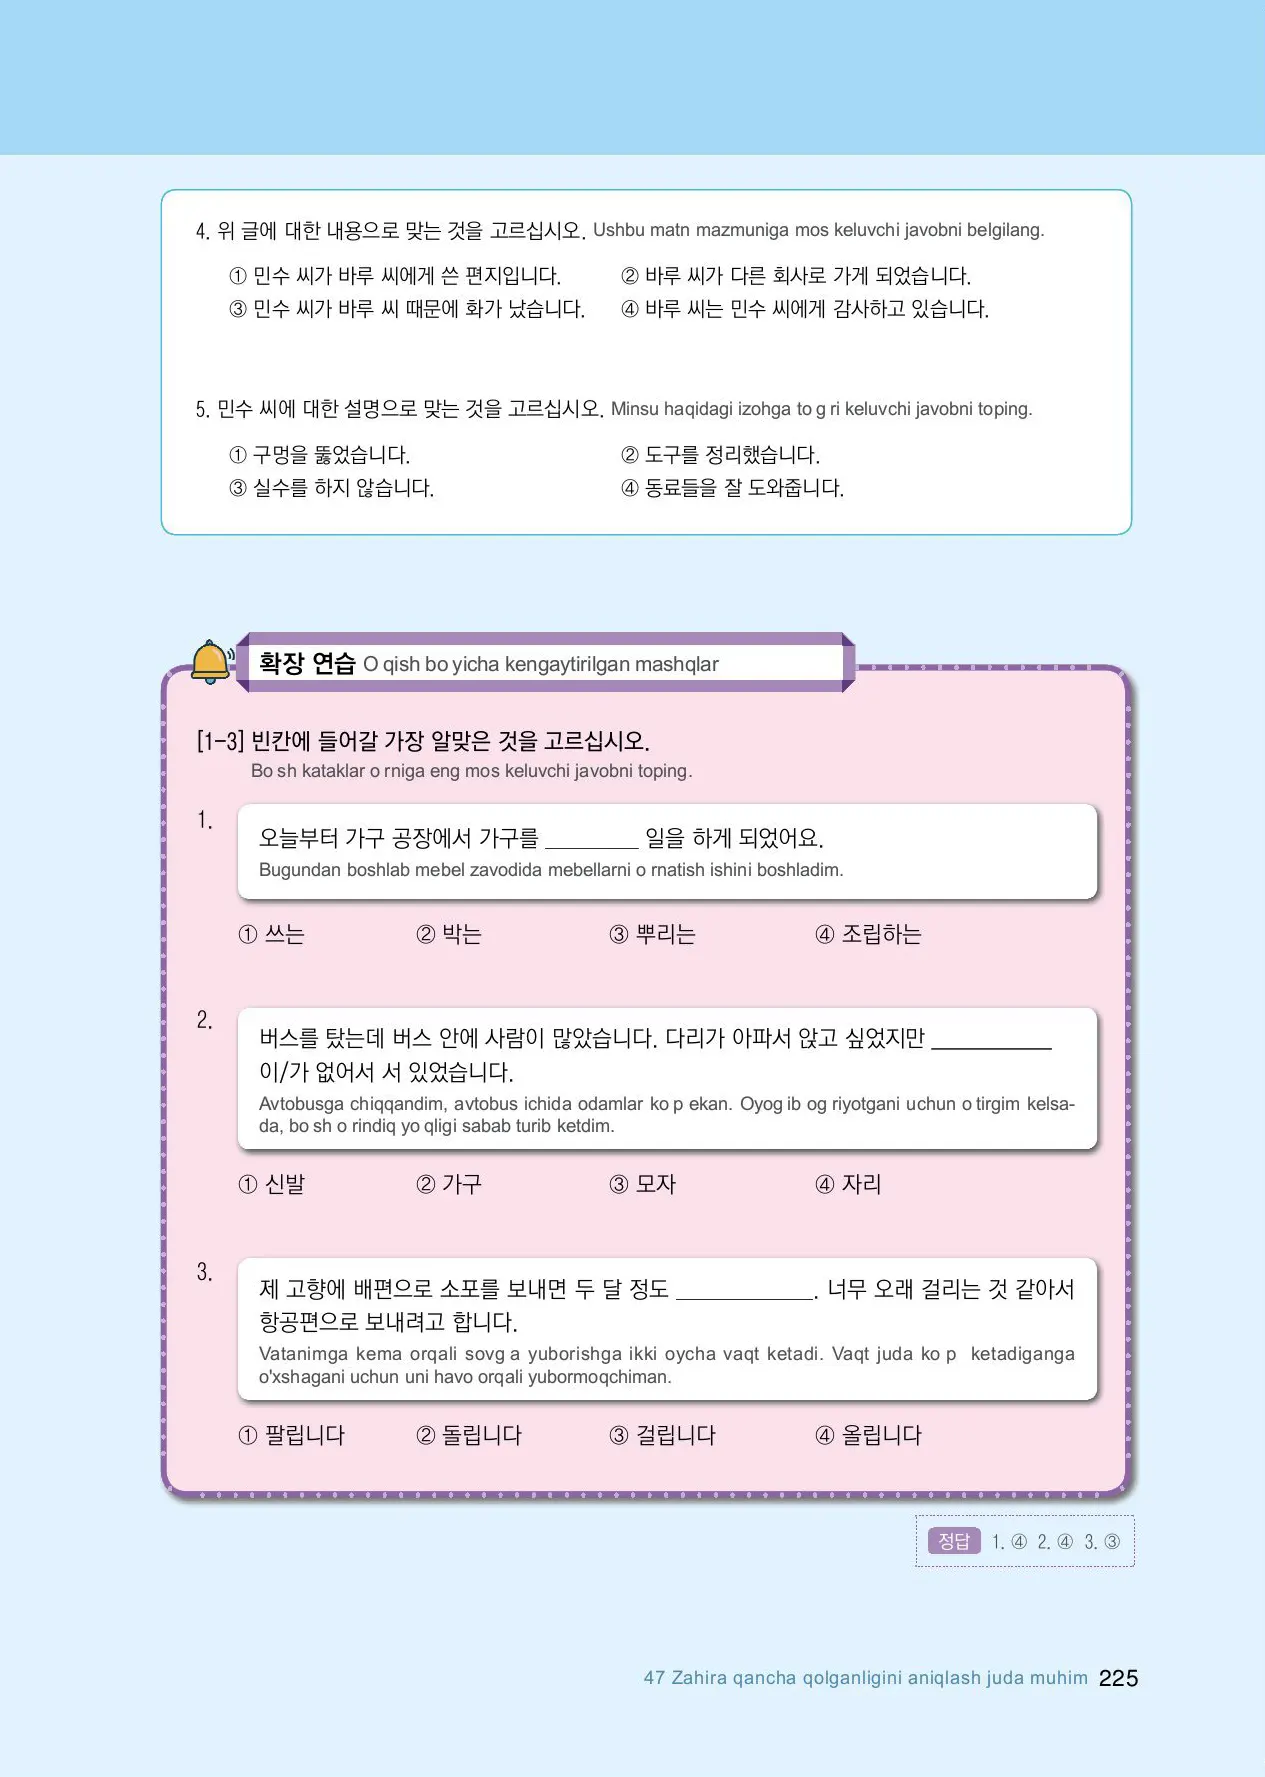 4. 위 글에 대한 내용으로 맞는 것을 고르십시오. Ushbu matn mazmuniga mos keluvchi javobni belgilang.
① 민수 씨가 바루 씨에게 쓴 편지입니다. ② 바루 씨가 다른 회사로 가게 되었습니다.
③ 민수 씨가 바루 씨 때문에 화가 났습니다. ④ 바루 씨는 민수 씨에게 감사하고 있습니다.
5. 민수 씨에 대한 설명으로 맞는 것을 고르십시오. Minsu haqidagi izohga to g ri keluvchi javobni toping.
① 구멍을 뚫었습니다. ② 도구를 정리했습니다.
③ 실수를 하지 않습니다. ④ 동료들을 잘 도와줍니다.
확장 연습 O qish bo yicha kengaytirilgan mashqlar
[1-3] 빈칸에 들어갈 가장 알맞은 것을 고르십시오.
Bo sh kataklar o rniga eng mos keluvchi javobni toping.
1.
오늘부터 가구 공장에서 가구를 ________ 일을 하게 되었어요.
Bugundan boshlab mebel zavodida mebellarni o rnatish ishini boshladim.
① 쓰는 ② 박는 ③ 뿌리는 ④ 조립하는
2.
버스를 탔는데 버스 안에 사람이 많았습니다. 다리가 아파서 앉고 싶었지만 __________
이/가 없어서 서 있었습니다.
Avtobusga chiqqandim, avtobus ichida odamlar ko p ekan. Oyog ib og riyotgani uchun o tirgim kelsa-
da, bo sh o rindiq yo qligi sabab turib ketdim.
① 신발 ② 가구 ③ 모자 ④ 자리
3.
제 고향에 배편으로 소포를 보내면 두 달 정도 ____________. 너무 오래 걸리는 것 같아서
항공편으로 보내려고 합니다.
Vatanimga kema orqali sovg a yuborishga ikki oycha vaqt ketadi. Vaqt juda ko p ketadiganga
o'xshagani uchun uni havo orqali yubormoqchiman.
① 팔립니다 ② 돌립니다 ③ 걸립니다 ④ 올립니다
정답 1. ④ 2. ④ 3. ③
47 Zahira qancha qolganligini aniqlash juda muhim 225